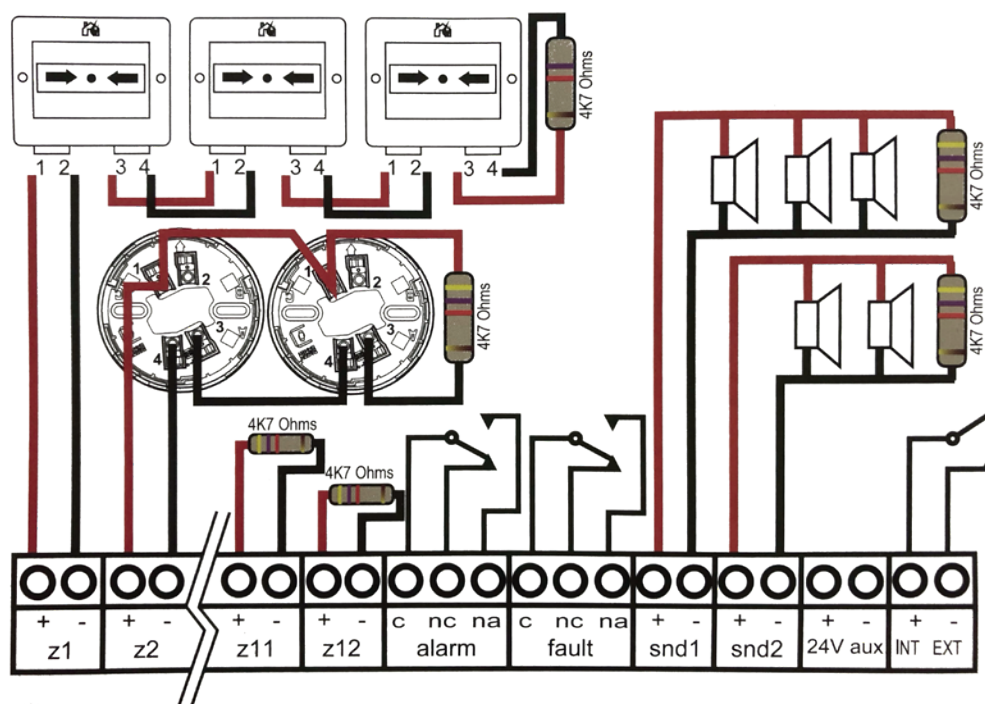 4K7 Ohms
1 2 3 4 1 2 3 4 1 2 3 4
4K7 Ohms
1 2 3 4
1 2 3 4
4K7 Ohms
4K7 Ohms
4K7 Ohms
4K7 Ohms
+ - + - + - + - c nc na c nc na + - + - + - + -
z1 z2 z11 z12 alarm fault snd1 snd2 24V aux INT EXT